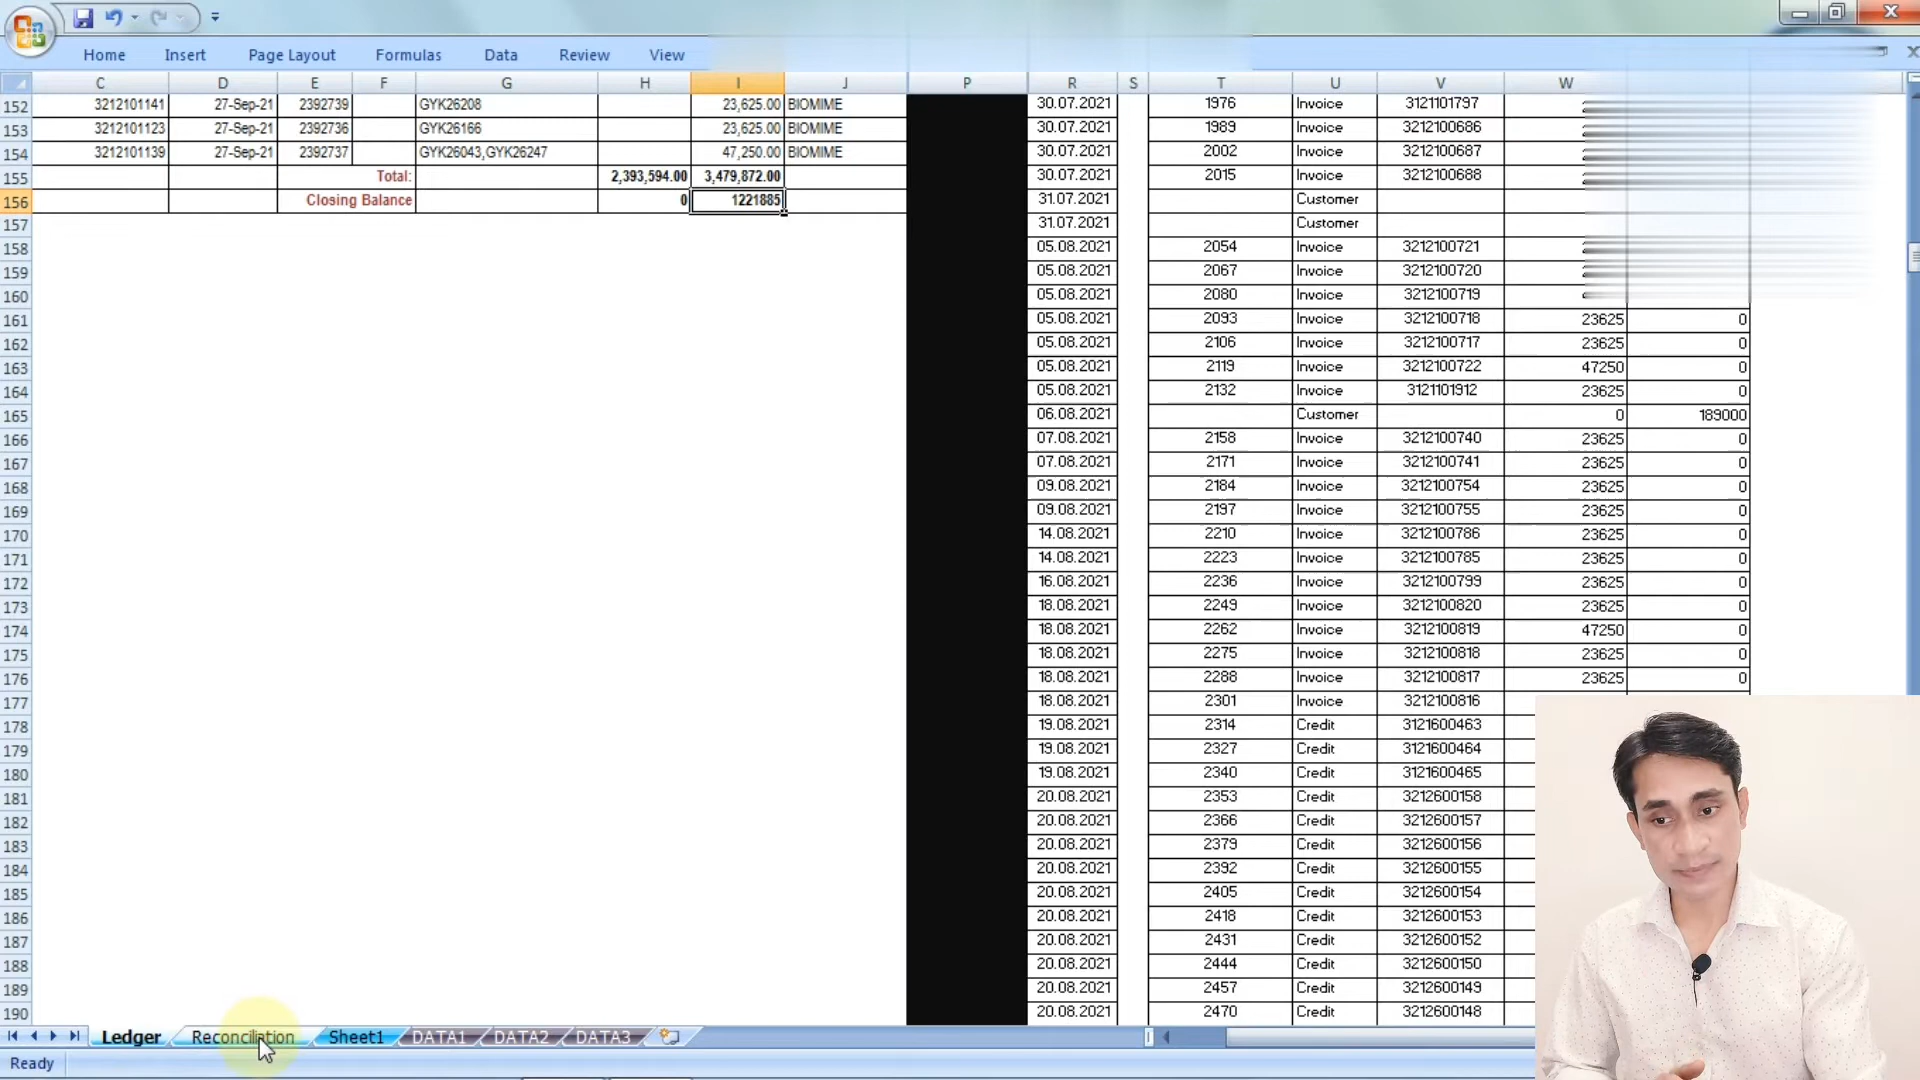 Home Insert Page Layout Formulas Data Review View
C D E F G H I J P R S T U V W
152 3212101141 27-Sep-21 2392739 GYK26208 23,625.00 BIOMIME 30.07.2021 1976 Invoice 3121101797
153 3212101123 27-Sep-21 2392736 GYK26166 23,625.00 BIOMIME 30.07.2021 1989 Invoice 3212100686
154 3212101139 27-Sep-21 2392737 GYK26043,GYK26247 47,250.00 BIOMIME 30.07.2021 2002 Invoice 3212100687
155 Total: 2,393,594.00 3,479,872.00 30.07.2021 2015 Invoice 3212100688
156 Closing Balance 0 1221885 31.07.2021 Customer
157 31.07.2021 Customer
158 05.08.2021 2054 Invoice 3212100721
159 05.08.2021 2067 Invoice 3212100720
160 05.08.2021 2080 Invoice 3212100719
161 05.08.2021 2093 Invoice 3212100718 23625 0
162 05.08.2021 2106 Invoice 3212100717 23625 0
163 05.08.2021 2119 Invoice 3212100722 47250 0
164 05.08.2021 2132 Invoice 3121101912 23625 0
165 06.08.2021 Customer 0 189000
166 07.08.2021 2158 Invoice 3212100740 23625 0
167 07.08.2021 2171 Invoice 3212100741 23625 0
168 09.08.2021 2184 Invoice 3212100754 23625 0
169 09.08.2021 2197 Invoice 3212100755 23625 0
170 14.08.2021 2210 Invoice 3212100786 23625 0
171 14.08.2021 2223 Invoice 3212100785 23625 0
172 16.08.2021 2236 Invoice 3212100799 23625 0
173 18.08.2021 2249 Invoice 3212100820 23625 0
174 18.08.2021 2262 Invoice 3212100819 47250 0
175 18.08.2021 2275 Invoice 3212100818 23625 0
176 18.08.2021 2288 Invoice 3212100817 23625 0
177 18.08.2021 2301 Invoice 3212100816
178 19.08.2021 2314 Credit 3121600463
179 19.08.2021 2327 Credit 3121600464
180 19.08.2021 2340 Credit 3121600465
181 20.08.2021 2353 Credit 3212600158
182 20.08.2021 2366 Credit 3212600157
183 20.08.2021 2379 Credit 3212600156
184 20.08.2021 2392 Credit 3212600155
185 20.08.2021 2405 Credit 3212600154
186 20.08.2021 2418 Credit 3212600153
187 20.08.2021 2431 Credit 3212600152
188 20.08.2021 2444 Credit 3212600150
189 20.08.2021 2457 Credit 3212600149
190 20.08.2021 2470 Credit 3212600148
Ledger Reconciliation Sheet1 DATA1 DATA2 DATA3
Ready